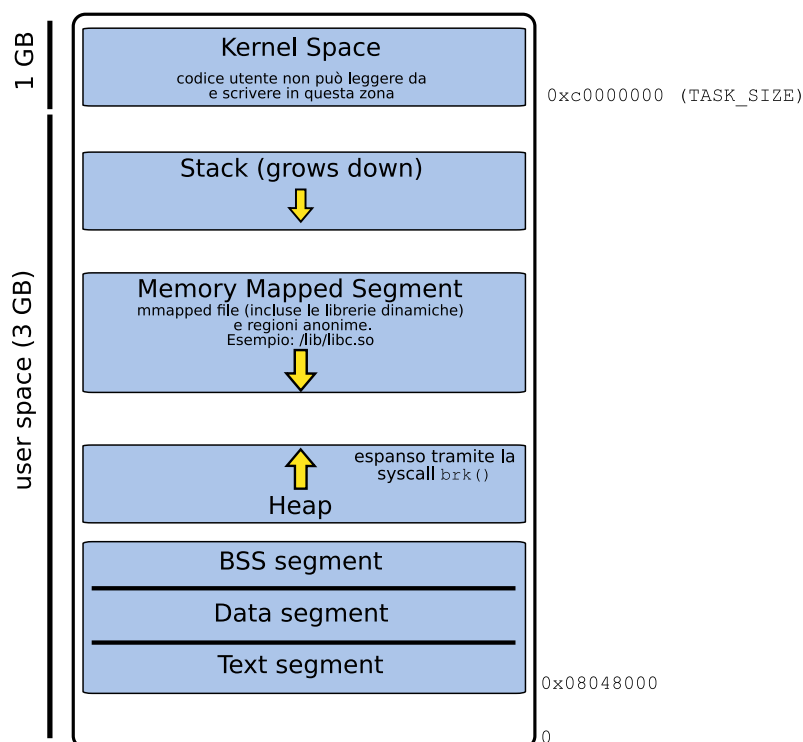 1 GB
Kernel Space
codice utente non può leggere da
e scrivere in questa zona
0xc0000000 (TASK_SIZE)
user space (3 GB)
Stack (grows down)
Memory Mapped Segment
mmapped file (incluse le librerie dinamiche)
e regioni anonime.
Esempio: /lib/libc.so
espanso tramite la
syscall brk()
Heap
BSS segment
Data segment
Text segment
0x08048000
0